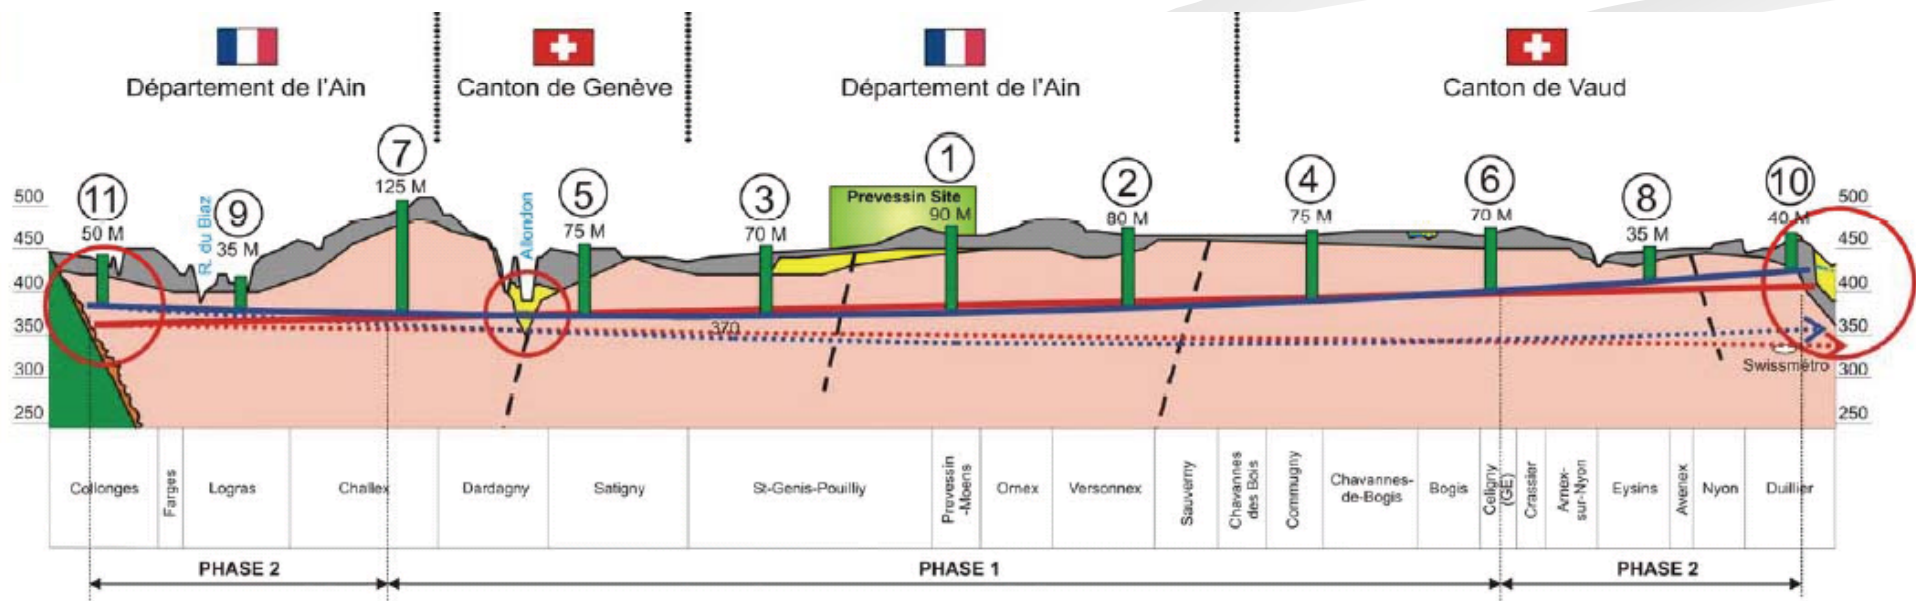 Département de l'Ain
Canton de Genève
Département de l'Ain
Canton de Vaud
11
50 M
R. du Biaz
9
35 M
7
125 M
Allondon
5
75 M
3
70 M
Prevessin Site
1
90 M
2
80 M
4
75 M
6
70 M
8
35 M
10
40 M
500
450
400
350
300
250
500
450
400
350
300
250
370
Swissmétro
Collonges
Farges
Logras
Challex
Dardagny
Satigny
St-Genis-Pouilliy
Prevessin
-Moens
Ornex
Versonnex
Sauverny
Chavannes
des Bois
Commugny
Chavannes-
de-Bogis
Bogis
Celigny
(GE)
Crassier
Arnex-
sur-Nyon
Eysins
Avenex
Nyon
Duillier
PHASE 2
PHASE 1
PHASE 2